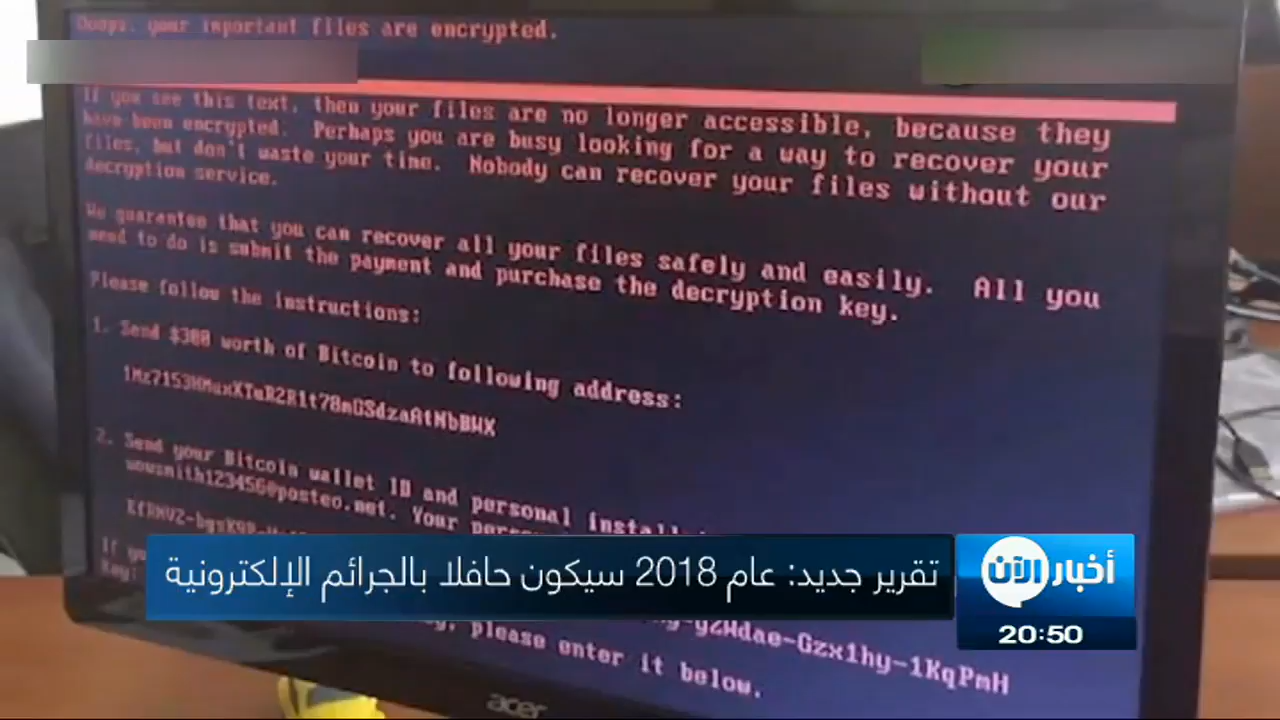 Ooops, your important files are encrypted.
If you see this text, then your files are no longer accessible, because they
have been encrypted. Perhaps you are busy looking for a way to recover your
files, but don't waste your time. Nobody can recover your files without our
decryption service.
We guarantee that you can recover all your files safely and easily. All you
need to do is submit the payment and purchase the decryption key.
Please follow the instructions:
1. Send $300 worth of Bitcoin to following address:
1Mz7153HMuxXTuR2R1t78mGSdzaAtNbBWX
2. Send your Bitcoin wallet ID and personal
wowsmith123456@posteo.net. Your
If you
Key:
تقرير جديد: عام 2018 سيكون حافلا بالجرائم الإلكترونية
أخبار الآن
20:50
y2Wdae-Gzx1hy-1KqPmH
please enter it below.
acer